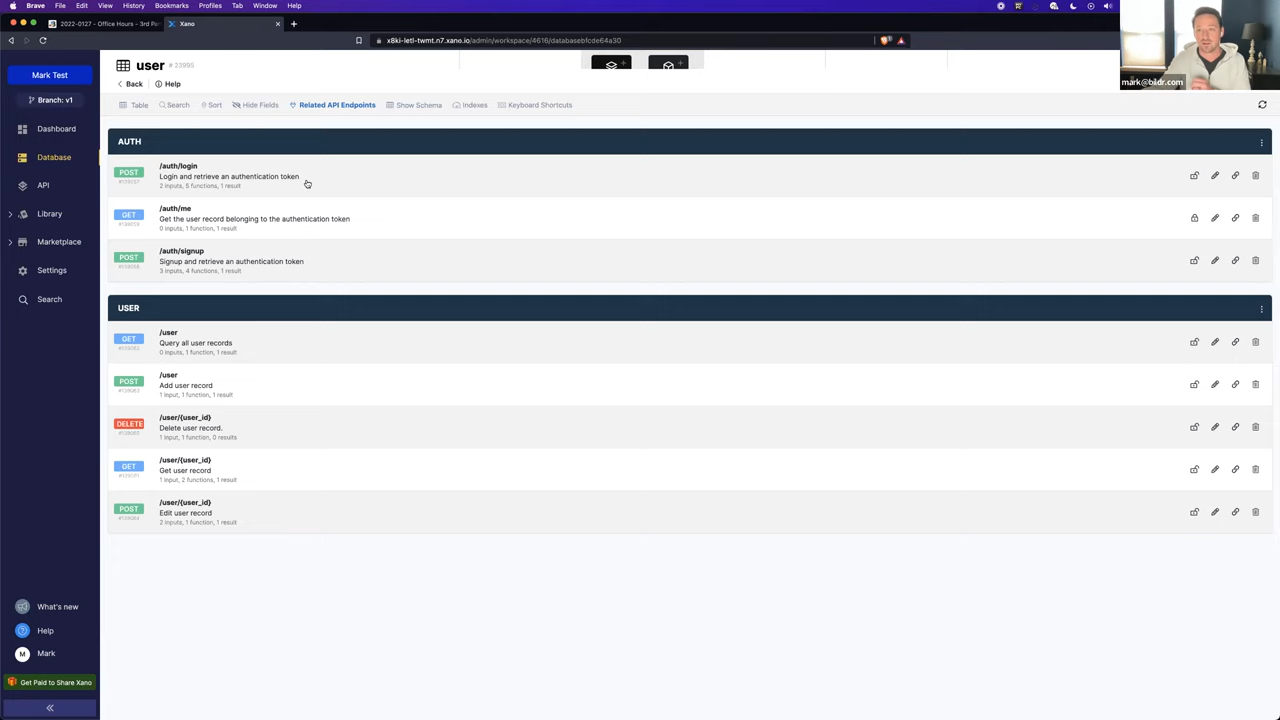 Brave File Edit View History Bookmarks Profiles Tab Window Help
2022-0127 - Office Hours - 3rd Par
Xano
x8ki-letl-twmt.n7.xano.io/admin/workspace/4616/databasebfcde64a30
mark@bildr.com
Mark Test
Branch: v1
Dashboard
Database
API
Library
Marketplace
Settings
Search
What's new
Help
Mark
Get Paid to Share Xano
user # 23995
Back Help
Table Search Sort Hide Fields Related API Endpoints Show Schema Indexes Keyboard Shortcuts
AUTH
POST
/auth/login
Login and retrieve an authentication token
2 inputs, 5 functions, 1 result
GET
/auth/me
Get the user record belonging to the authentication token
0 inputs, 1 function, 1 result
POST
/auth/signup
Signup and retrieve an authentication token
3 inputs, 4 functions, 1 result
USER
GET
/user
Query all user records
0 inputs, 1 function, 1 result
POST
/user
Add user record
1 input, 1 function, 1 result
DELETE
/user/{user_id}
Delete user record.
1 input, 1 function, 0 results
GET
/user/{user_id}
Get user record
1 input, 2 functions, 1 result
POST
/user/{user_id}
Edit user record
2 inputs, 1 function, 1 result